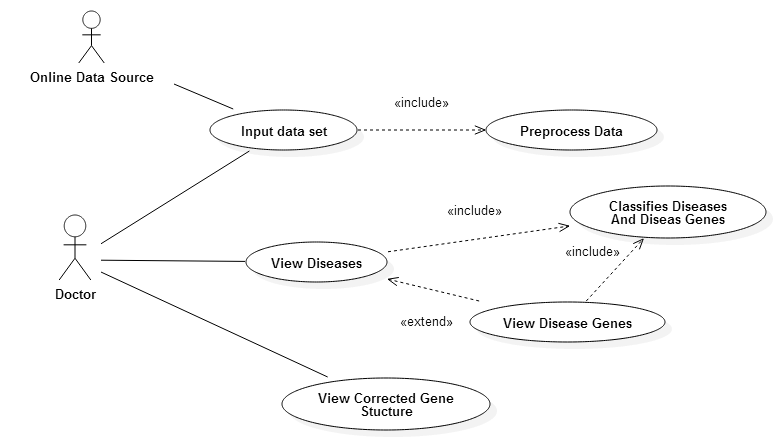 Online Data Source
«include»
Input data set
Preprocess Data
Classifies Diseases
And Diseas Genes
«include»
«include»
View Diseases
Doctor
«extend»
View Disease Genes
View Corrected Gene
Stucture